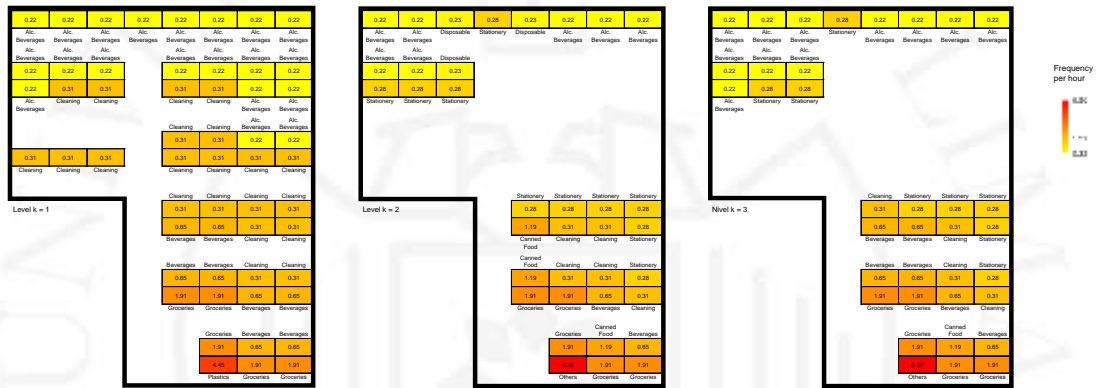 0.22 0.22 0.22 0.22 0.22 0.22 0.22 0.22
Alc. Alc. Alc. Alc. Alc. Alc. Alc. Alc.
Beverages Beverages Beverages Beverages Beverages Beverages Beverages Beverages
Alc. Alc. Alc. Alc. Alc. Alc. Alc.
Beverages Beverages Beverages Beverages Beverages Beverages Beverages
0.22 0.22 0.22 0.22 0.22 0.22 0.22
0.22 0.31 0.31 0.31 0.31 0.22 0.22
Alc. Cleaning Cleaning Cleaning Cleaning Alc. Alc.
Beverages Beverages Beverages
Alc. Alc.
Cleaning Cleaning Beverages Beverages
0.31 0.31 0.22 0.22
0.31 0.31 0.31 0.31 0.31 0.31 0.31
Cleaning Cleaning Cleaning Cleaning Cleaning Cleaning Cleaning
Cleaning Cleaning Cleaning Cleaning
Level k = 1
0.31 0.31 0.31 0.31
0.65 0.65 0.31 0.31
Beverages Beverages Cleaning Cleaning
Beverages Beverages Cleaning Cleaning
0.65 0.65 0.31 0.31
1.91 1.91 0.65 0.65
Groceries Groceries Beverages Beverages
Groceries Beverages Beverages
1.91 0.65 0.65
4.45 1.91 1.91
Plastics Groceries Groceries
0.22 0.22 0.23 0.28 0.23 0.22 0.22 0.22
Alc. Alc. Disposable Stationery Disposable Alc. Alc. Alc.
Beverages Beverages Beverages Beverages Beverages
Alc. Alc. Disposable
Beverages Beverages
0.22 0.22 0.23
0.28 0.28 0.28
Stationery Stationery Stationery
Stationery Stationery Stationery Stationery
Level k = 2
0.28 0.28 0.28 0.28
1.19 0.31 0.31 0.28
Canned Cleaning Cleaning Stationery
Food
Canned
Food Cleaning Cleaning Stationery
1.19 0.31 0.31 0.28
1.91 1.91 0.65 0.31
Groceries Groceries Beverages Cleaning
Canned
Groceries Food Beverages
1.91 1.19 0.65
1.91 1.91
Others Groceries Groceries
0.22 0.22 0.22 0.28 0.22 0.22 0.22 0.22
Alc. Alc. Alc. Stationery Alc. Alc. Alc. Alc.
Beverages Beverages Beverages Beverages Beverages Beverages Beverages
Alc. Alc. Alc.
Beverages Beverages Beverages
0.22 0.22 0.22
0.22 0.28 0.28
Alc. Stationery Stationery
Beverages
Cleaning Stationery Stationery Stationery
Nivel k = 3
0.31 0.28 0.28 0.28
0.65 0.65 0.31 0.28
Beverages Beverages Cleaning Stationery
Beverages Beverages Cleaning Stationery
0.65 0.65 0.31 0.28
1.91 1.91 0.65 0.31
Groceries Groceries Beverages Cleaning
Canned
Groceries Food Beverages
1.91 1.19 0.65
1.91 1.91
Others Groceries Groceries
Frequency
per hour